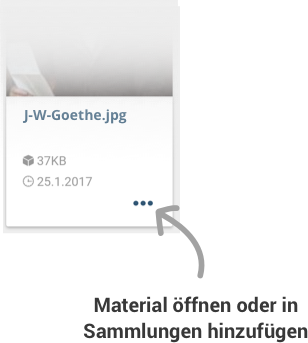 J-W-Goethe.jpg
37KB
25.1.2017
Material öffnen oder in
Sammlungen hinzufügen